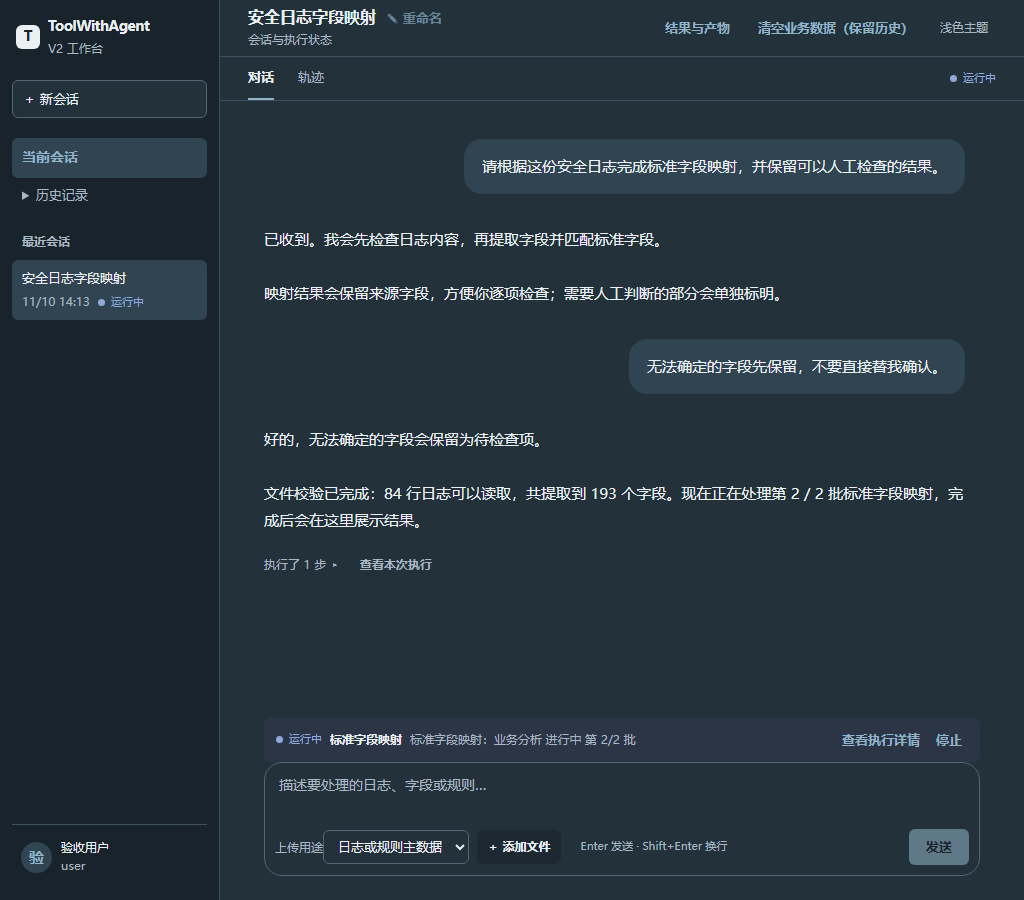 T
ToolWithAgent
V2 工作台
+ 新会话
当前会话
▶ 历史记录
最近会话
安全日志字段映射
11/10 14:13 ● 运行中
验
验收用户
user
安全日志字段映射 ✎ 重命名
会话与执行状态
结果与产物 清空业务数据（保留历史） 浅色主题
对话 轨迹
● 运行中
请根据这份安全日志完成标准字段映射，并保留可以人工检查的结果。
已收到。我会先检查日志内容，再提取字段并匹配标准字段。
映射结果会保留来源字段，方便你逐项检查；需要人工判断的部分会单独标明。
无法确定的字段先保留，不要直接替我确认。
好的，无法确定的字段会保留为待检查项。
文件校验已完成：84 行日志可以读取，共提取到 193 个字段。现在正在处理第 2 / 2 批标准字段映射，完
成后会在这里展示结果。
执行了 1 步 ▸ 查看本次执行
● 运行中 标准字段映射 标准字段映射：业务分析 进行中 第 2/2 批 查看执行详情 停止
描述要处理的日志、字段或规则...
上传用途 日志或规则主数据 + 添加文件 Enter 发送 · Shift+Enter 换行 发送